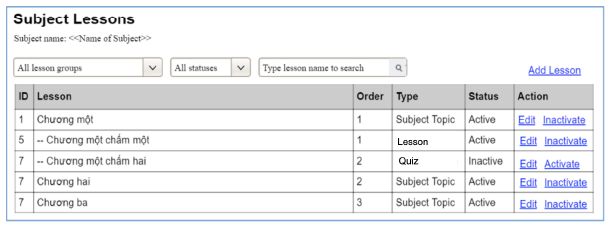 Subject Lessons
Subject name: <<Name of Subject>>
All lesson groups All statuses Type lesson name to search Add Lesson
ID Lesson Order Type Status Action
1 Chương một 1 Subject Topic Active Edit Inactivate
5 -- Chương một chấm một 1 Lesson Active Edit Inactivate
7 -- Chương một chấm hai 2 Quiz Inactive Edit Activate
7 Chương hai 2 Subject Topic Active Edit Inactivate
7 Chương ba 3 Subject Topic Active Edit Inactivate